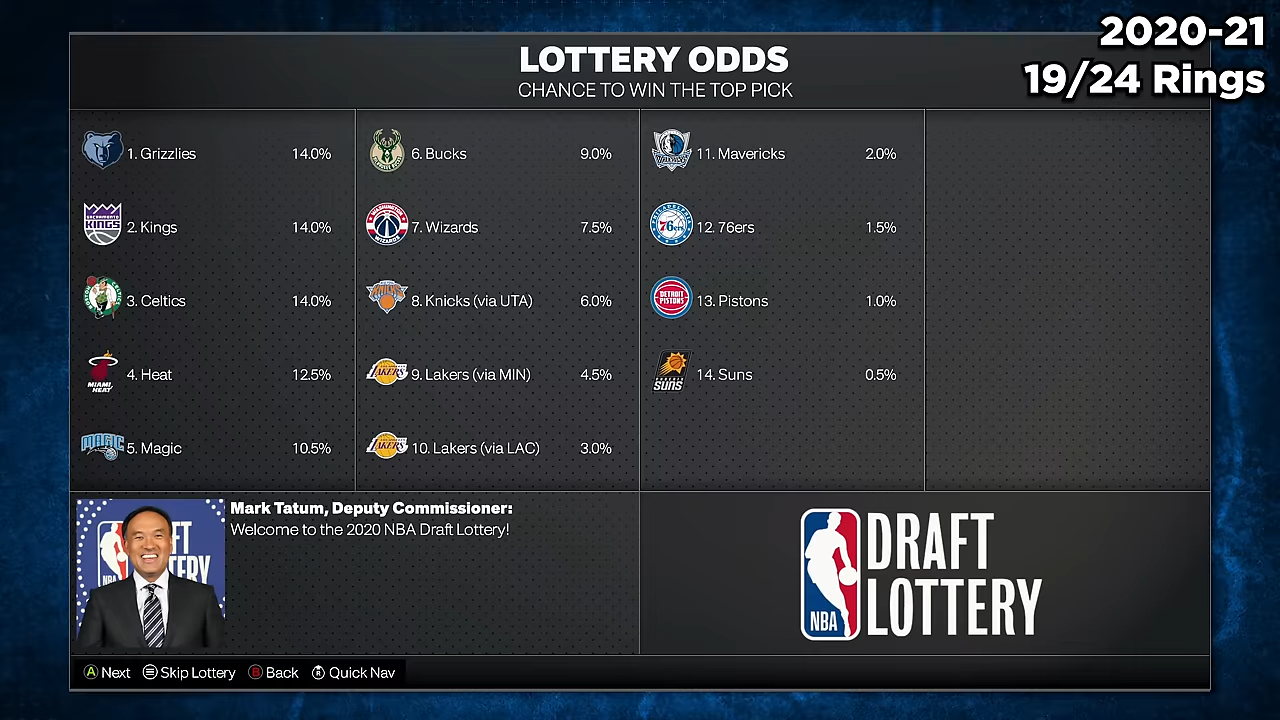 2020-21
19/24 Rings
LOTTERY ODDS
CHANCE TO WIN THE TOP PICK
1. Grizzlies 14.0%
2. Kings 14.0%
3. Celtics 14.0%
4. Heat 12.5%
5. Magic 10.5%
6. Bucks 9.0%
7. Wizards 7.5%
8. Knicks (via UTA) 6.0%
9. Lakers (via MIN) 4.5%
10. Lakers (via LAC) 3.0%
11. Mavericks 2.0%
12. 76ers 1.5%
13. Pistons 1.0%
14. Suns 0.5%
Mark Tatum, Deputy Commissioner:
Welcome to the 2020 NBA Draft Lottery!
NBA
DRAFT
LOTTERY
A Next Skip Lottery B Back R Quick Nav